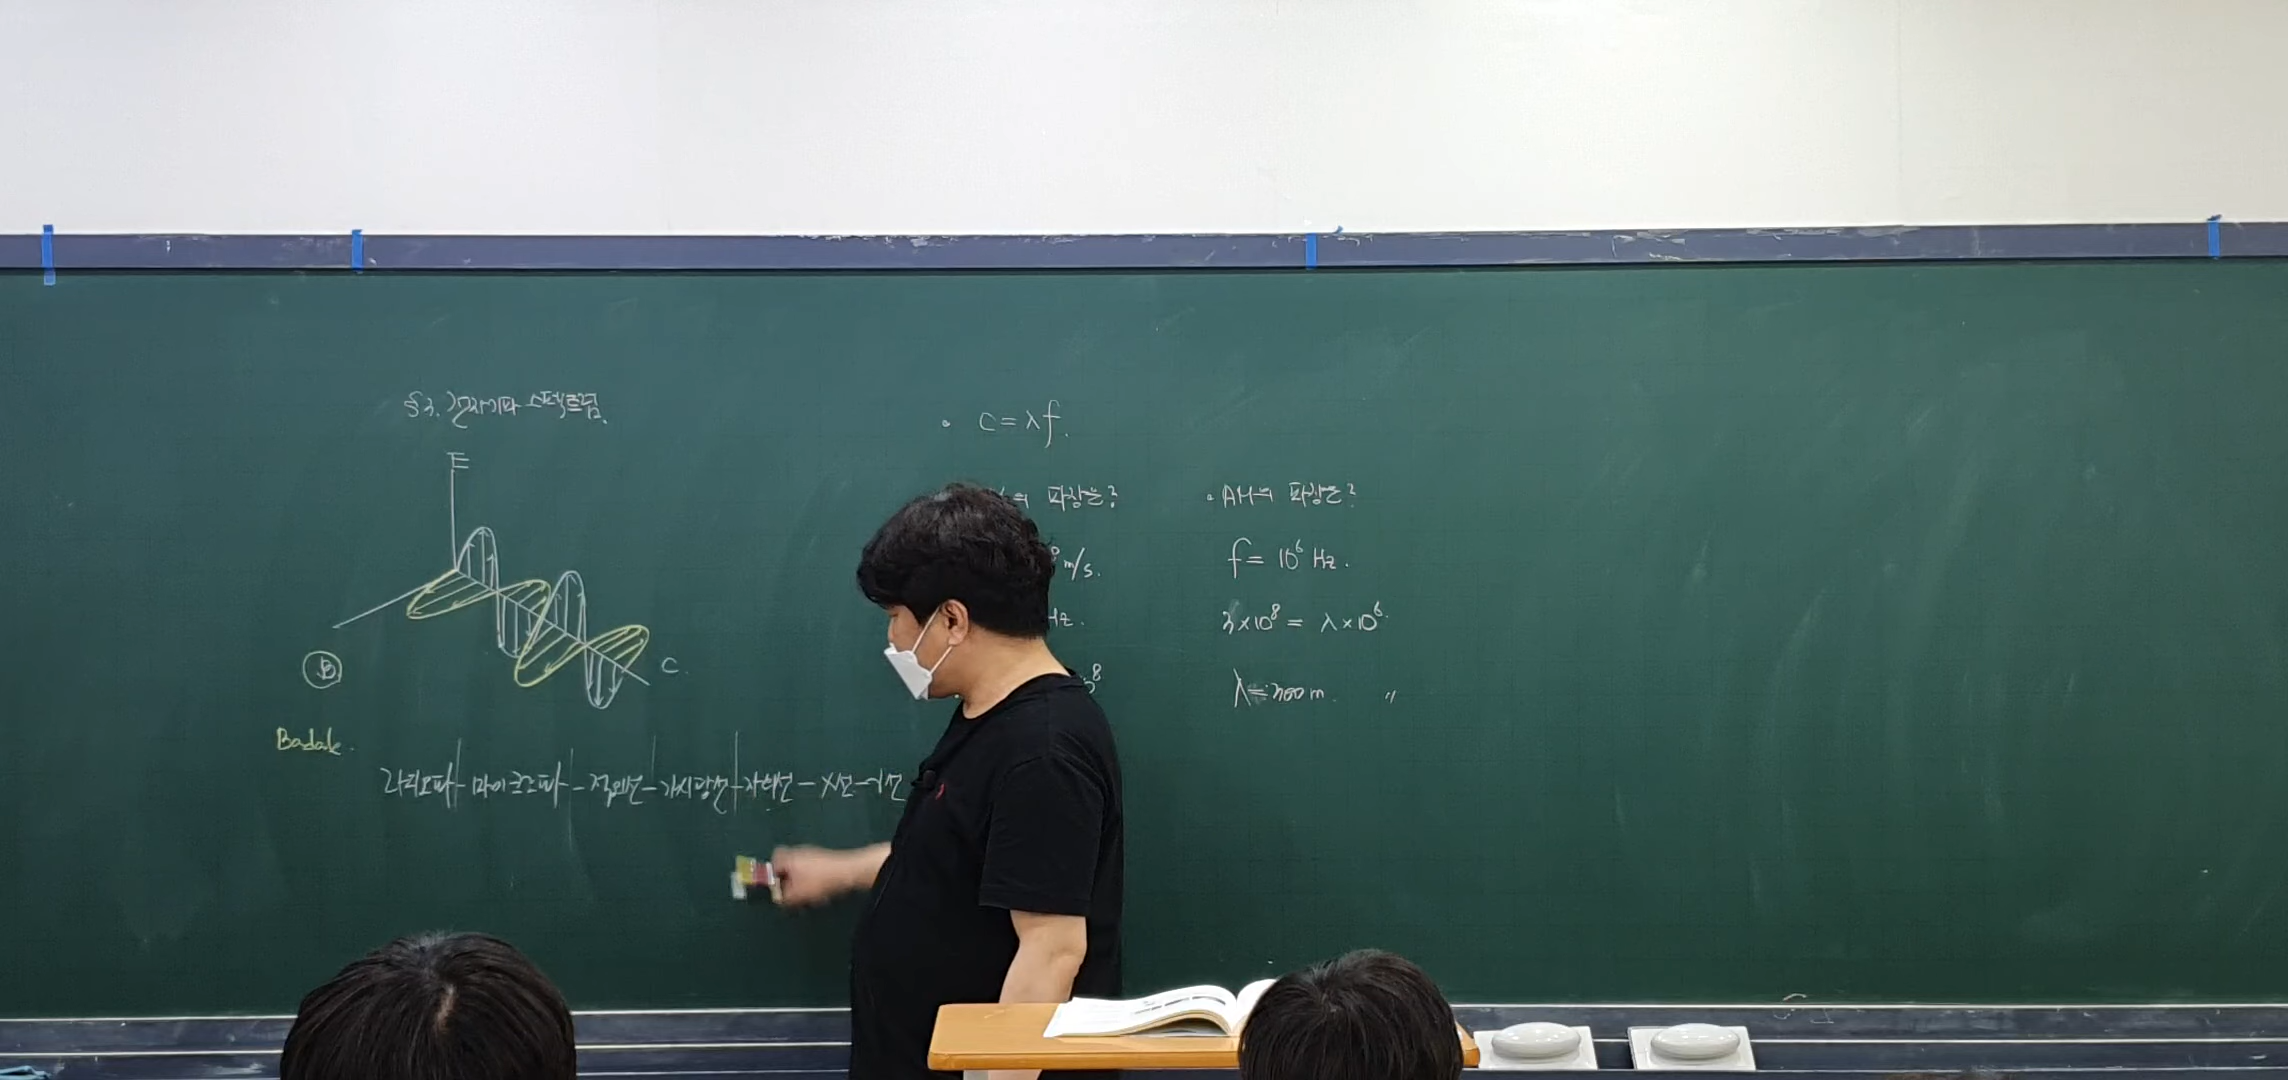 §3. 전자기파 스펙트럼.
E
B
C
Badak.
라디오파 - 마이크로파 - 적외선 - 가시광선 - 자외선 - X선 - γ선
• C = λf.
의 파장은?
m/s.
Hz.
8
• AM의 파장은?
f = 10⁶ Hz.
3×10⁸ = λ×10⁶.
λ = 300 m. "